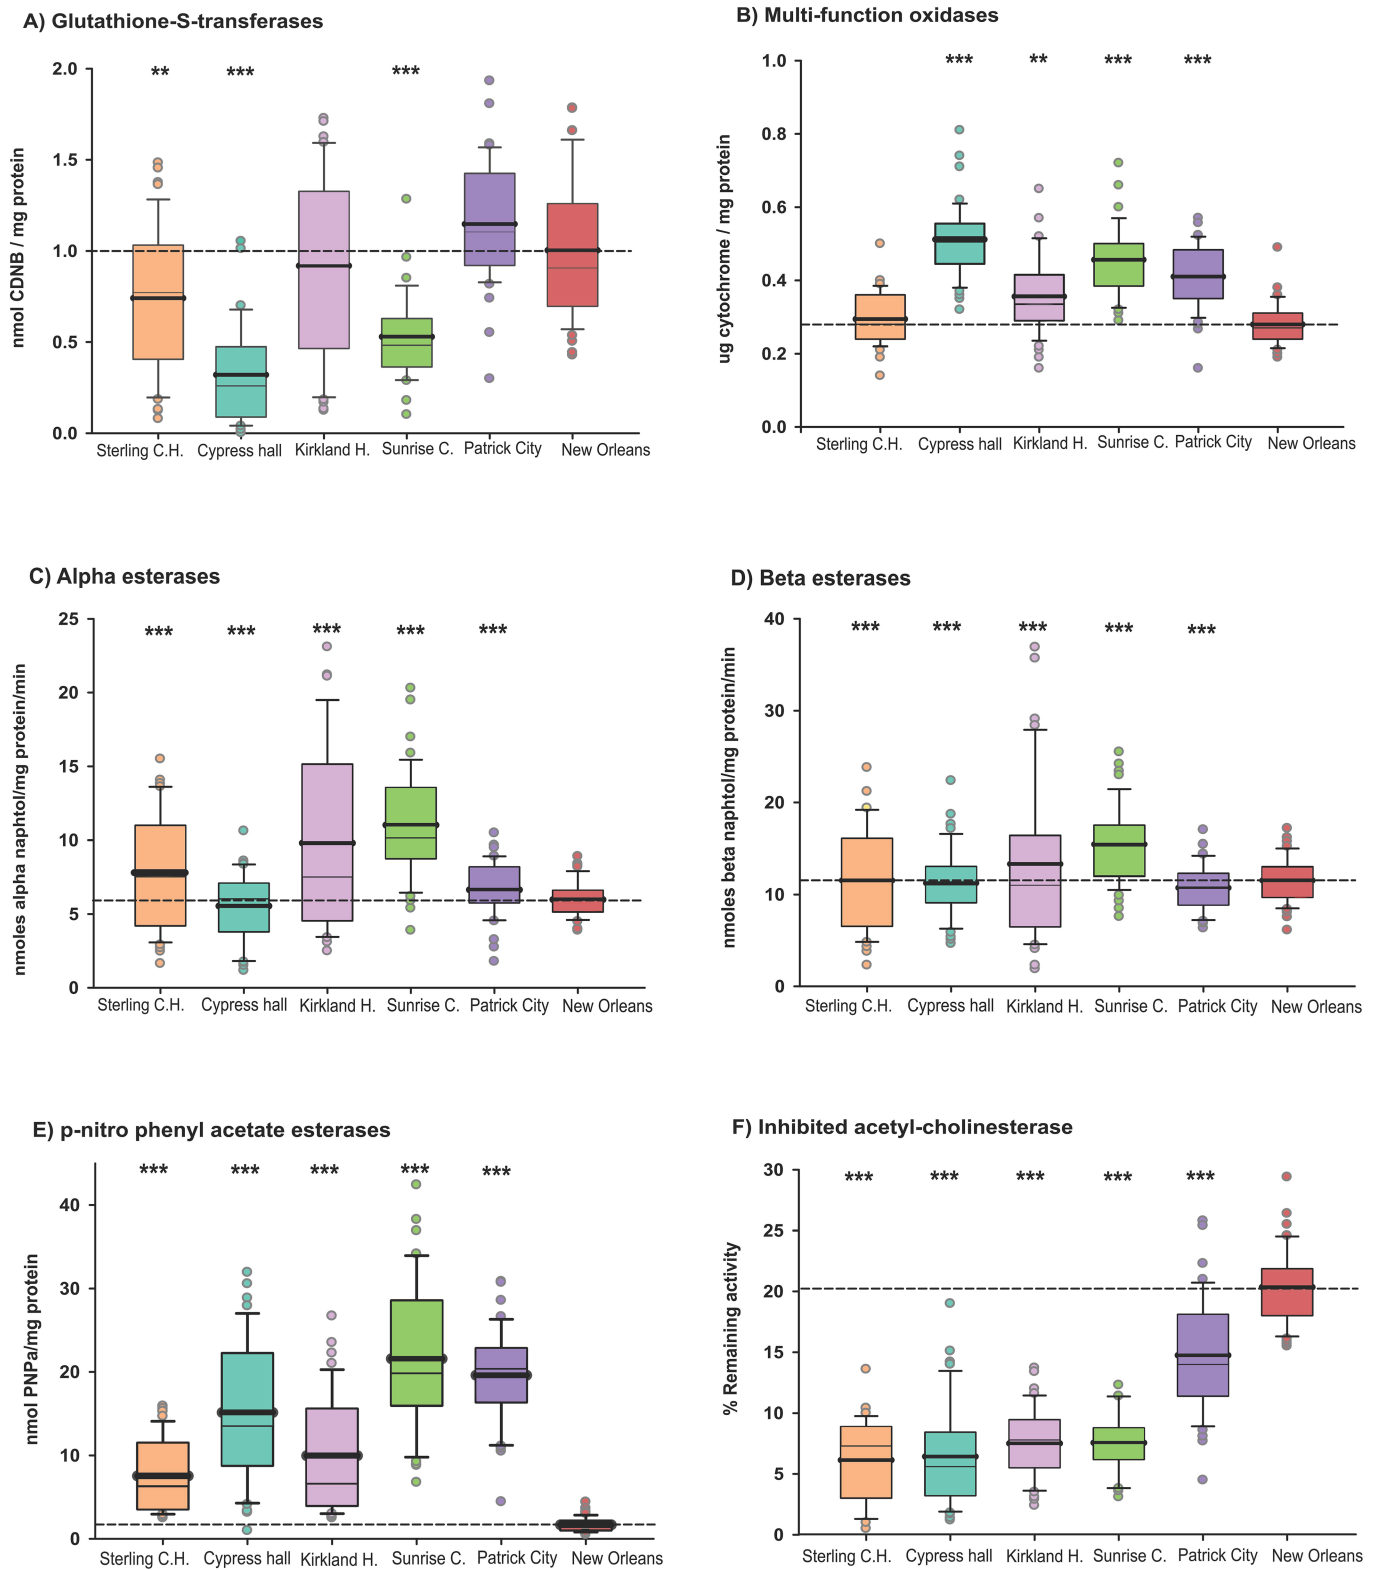 A) Glutathione-S-transferases
nmol CDNB / mg protein
2.0
1.5
1.0
0.5
0.0
** *** ***
Sterling C.H. Cypress hall Kirkland H. Sunrise C. Patrick City New Orleans
B) Multi-function oxidases
ug cytochrome / mg protein
1.0
0.8
0.6
0.4
0.2
0.0
*** ** *** ***
Sterling C.H. Cypress hall Kirkland H. Sunrise C. Patrick City New Orleans
C) Alpha esterases
nmoles alpha naphtol/mg protein/min
25
20
15
10
5
0
*** *** *** *** ***
Sterling C.H. Cypress hall Kirkland H. Sunrise C. Patrick City New Orleans
D) Beta esterases
nmoles beta naphtol/mg protein/min
40
30
20
10
0
*** *** *** *** ***
Sterling C.H. Cypress hall Kirkland H. Sunrise C. Patrick City New Orleans
E) p-nitro phenyl acetate esterases
nmol PNPa/mg protein
40
30
20
10
0
*** *** *** *** ***
Sterling C.H. Cypress hall Kirkland H. Sunrise C. Patrick City New Orleans
F) Inhibited acetyl-cholinesterase
% Remaining activity
30
25
20
15
10
5
0
*** *** *** *** ***
Sterling C.H. Cypress hall Kirkland H. Sunrise C. Patrick City New Orleans